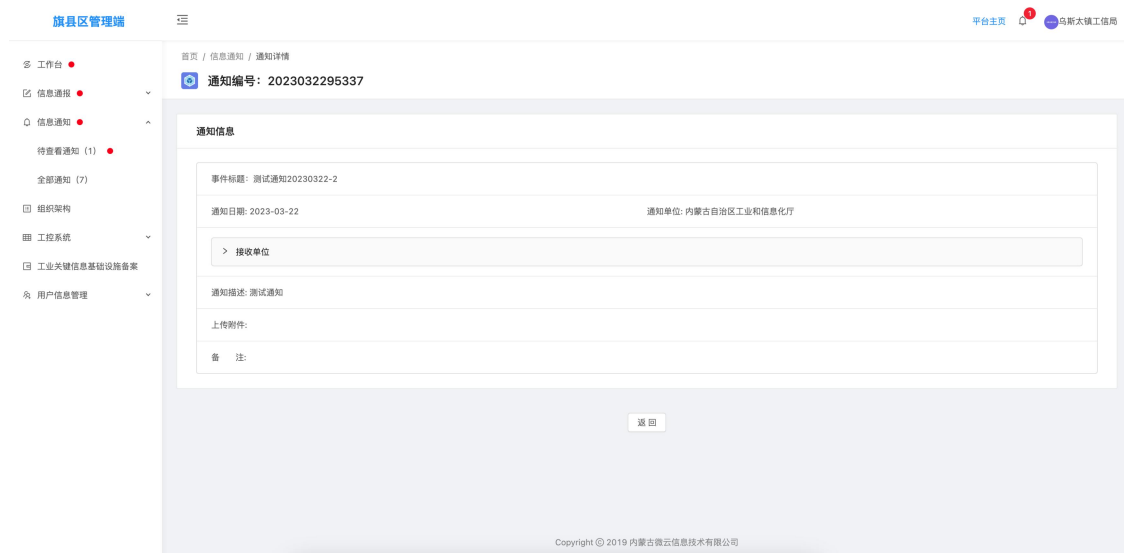 旗县区管理端
平台主页
1
乌斯太镇工信局
工作台
信息通报
信息通知
待查看通知（1）
全部通知（7）
组织架构
工控系统
工业关键信息基础设施备案
用户信息管理
首页 / 信息通知 / 通知详情
通知编号：2023032295337
通知信息
事件标题：测试通知20230322-2
通知日期: 2023-03-22 通知单位: 内蒙古自治区工业和信息化厅
接收单位
通知描述: 测试通知
上传附件:
备 注:
返 回
Copyright © 2019 内蒙古微云信息技术有限公司